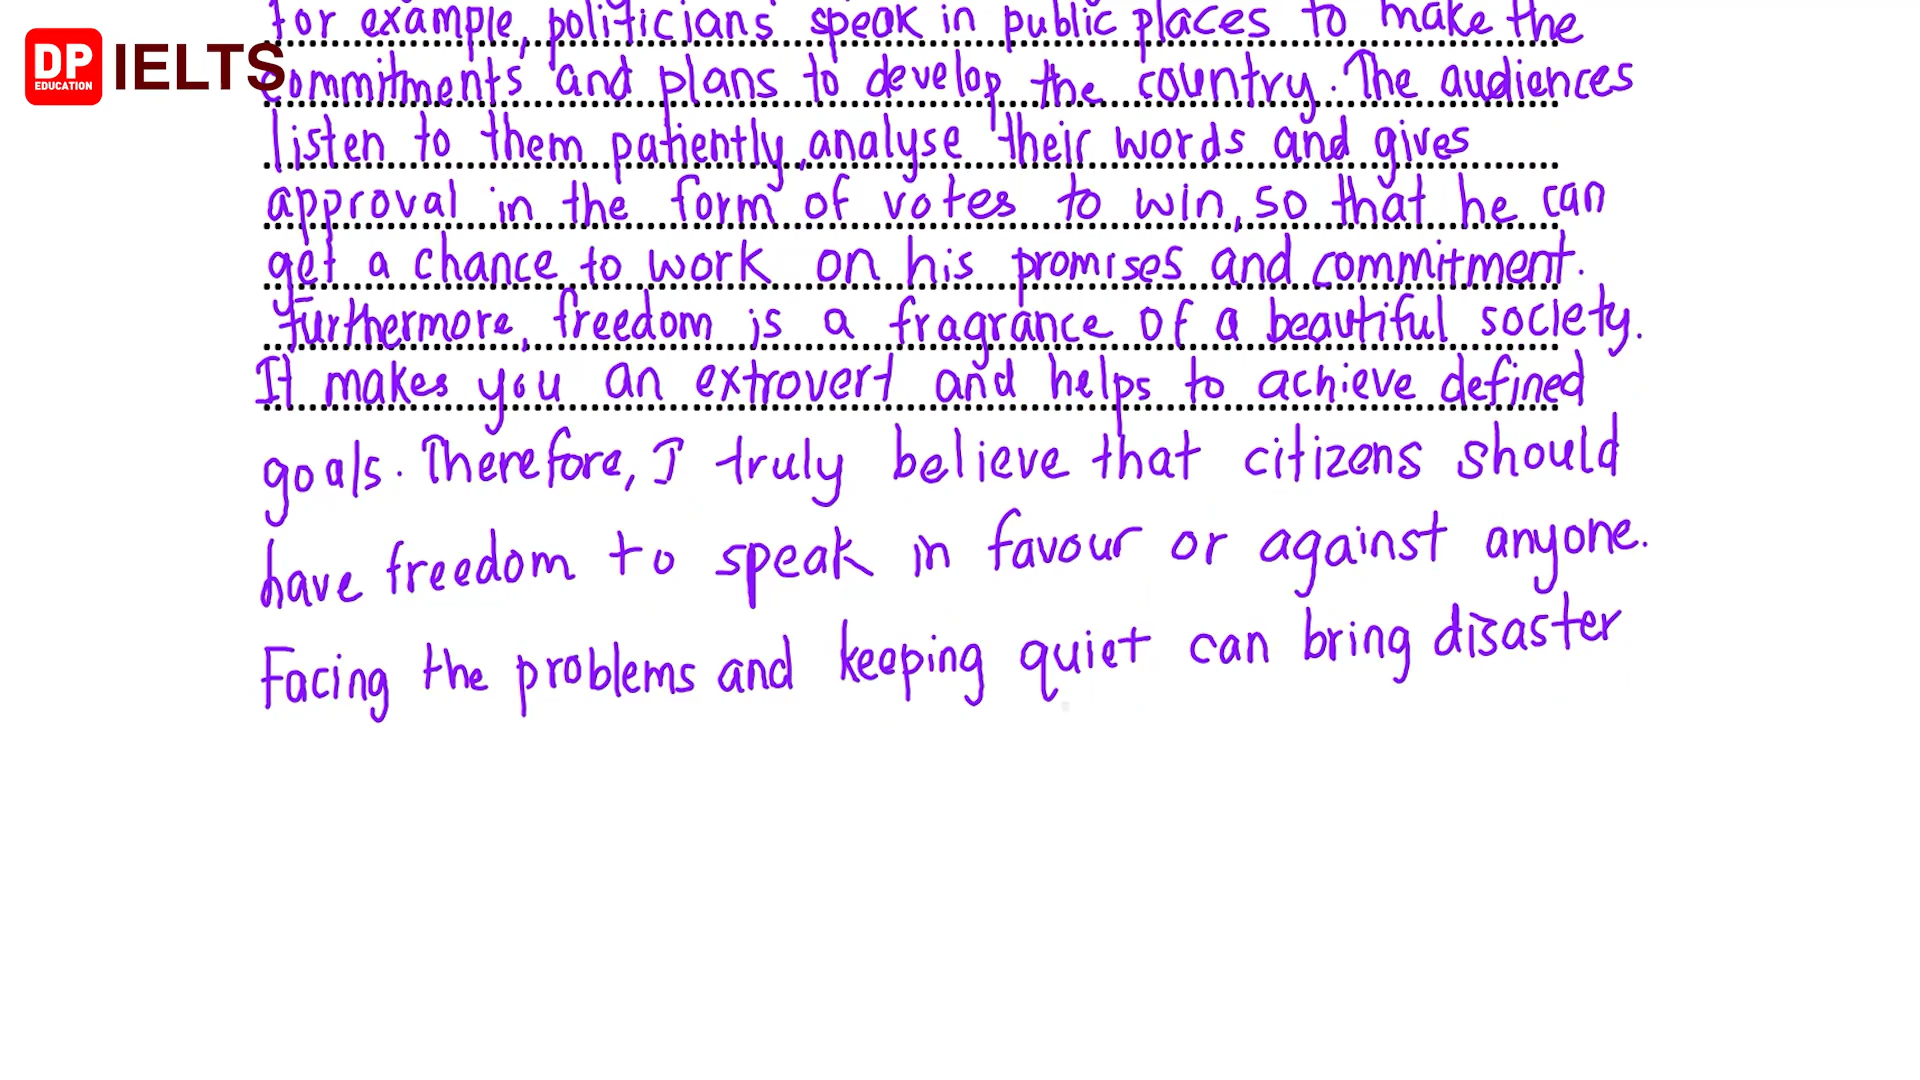 DP
EDUCATION
IELTS
For example, politicians speak in public places to make the
commitments and plans to develop the country. The audiences
listen to them patiently, analyse their words and gives
approval in the form of votes to win, so that he can
get a chance to work on his promises and commitment.
Furthermore, freedom is a fragrance of a beautiful society.
It makes you an extrovert and helps to achieve defined
goals. Therefore, I truly believe that citizens should
have freedom to speak in favour or against anyone.
Facing the problems and keeping quiet can bring disaster